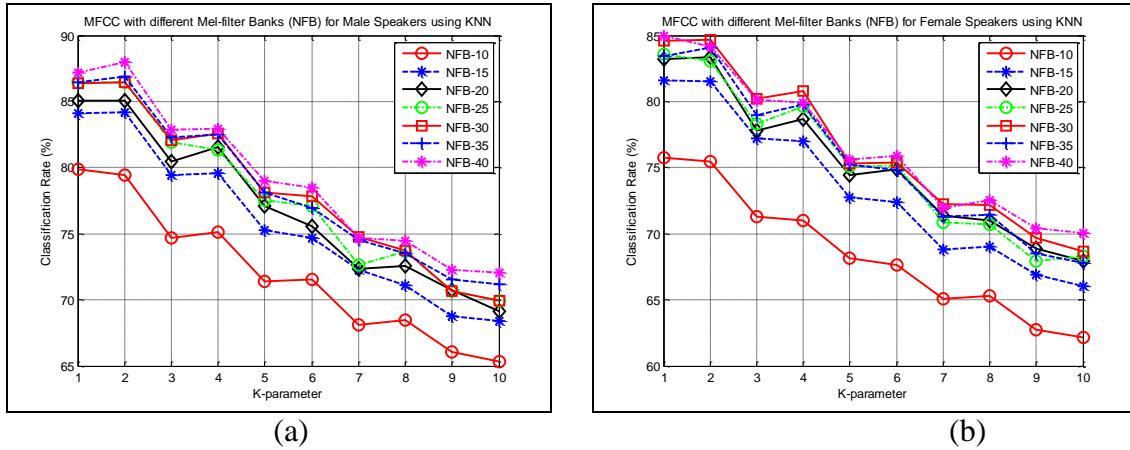 MFCC with different Mel-filter Banks (NFB) for Male Speakers using KNN
90
85
80
75
70
65
Classification Rate (%)
1 2 3 4 5 6 7 8 9 10
K-parameter
NFB-10
NFB-15
NFB-20
NFB-25
NFB-30
NFB-35
NFB-40
(a)
MFCC with different Mel-filter Banks (NFB) for Female Speakers using KNN
85
80
75
70
65
60
Classification Rate (%)
1 2 3 4 5 6 7 8 9 10
K-parameter
NFB-10
NFB-15
NFB-20
NFB-25
NFB-30
NFB-35
NFB-40
(b)